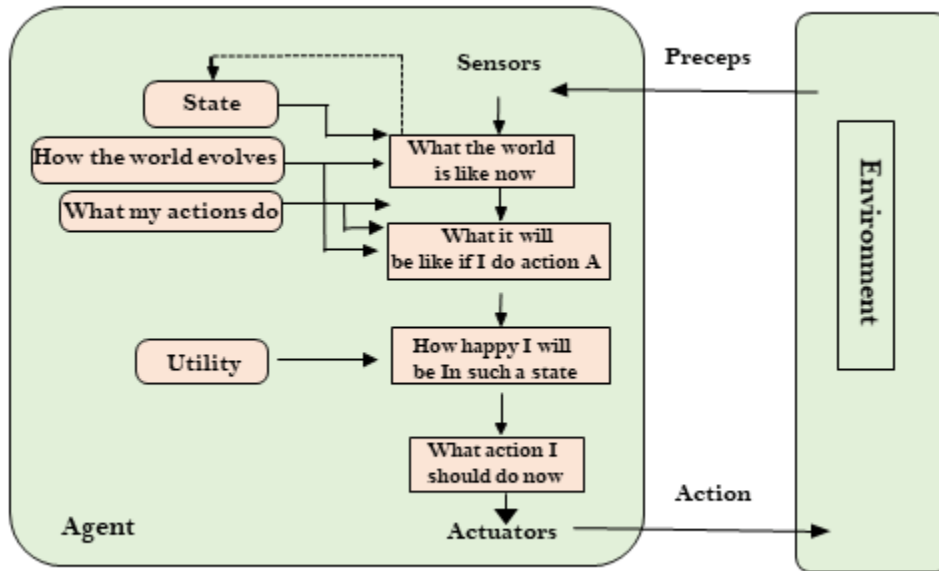 Sensors
Preceps
State
How the world evolves
What the world
is like now
What my actions do
What it will
be like if I do action A
Environment
Utility
How happy I will
be In such a state
What action I
should do now
Action
Agent
Actuators